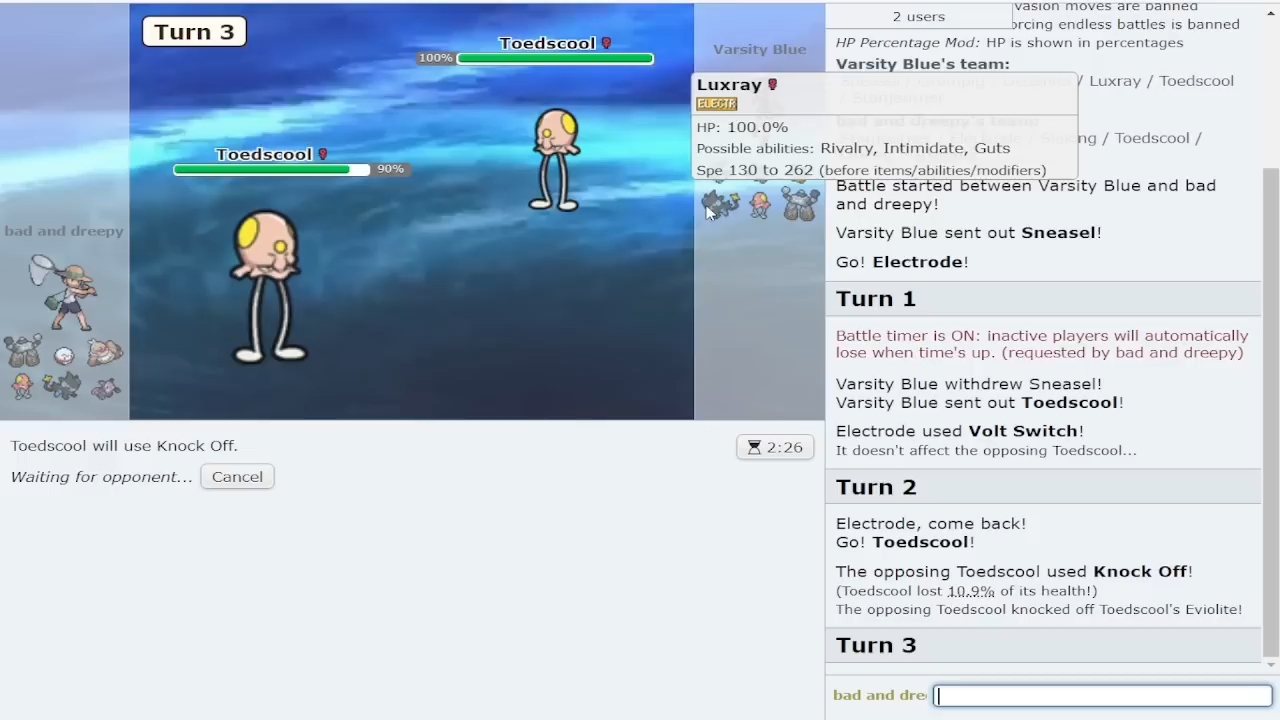 Turn 3
Toedscool
100%
Toedscool
90%
bad and dreepy
Varsity Blue
Luxray
ELECTR
HP: 100.0%
Possible abilities: Rivalry, Intimidate, Guts
Spe 130 to 262 (before items/abilities/modifiers)
Toedscool will use Knock Off.
2:26
Waiting for opponent... Cancel
2 users
vasion moves are banned
orcing endless battles is banned
HP Percentage Mod: HP is shown in percentages
Varsity Blue's team:
/ Luxray / Toedscool
bad and dreepy's team:
/ Toedscool /
Battle started between Varsity Blue and bad
and dreepy!
Varsity Blue sent out Sneasel!
Go! Electrode!
Turn 1
Battle timer is ON: inactive players will automatically
lose when time's up. (requested by bad and dreepy)
Varsity Blue withdrew Sneasel!
Varsity Blue sent out Toedscool!
Electrode used Volt Switch!
It doesn't affect the opposing Toedscool...
Turn 2
Electrode, come back!
Go! Toedscool!
The opposing Toedscool used Knock Off!
(Toedscool lost 10.9% of its health!)
The opposing Toedscool knocked off Toedscool's Eviolite!
Turn 3
bad and dre